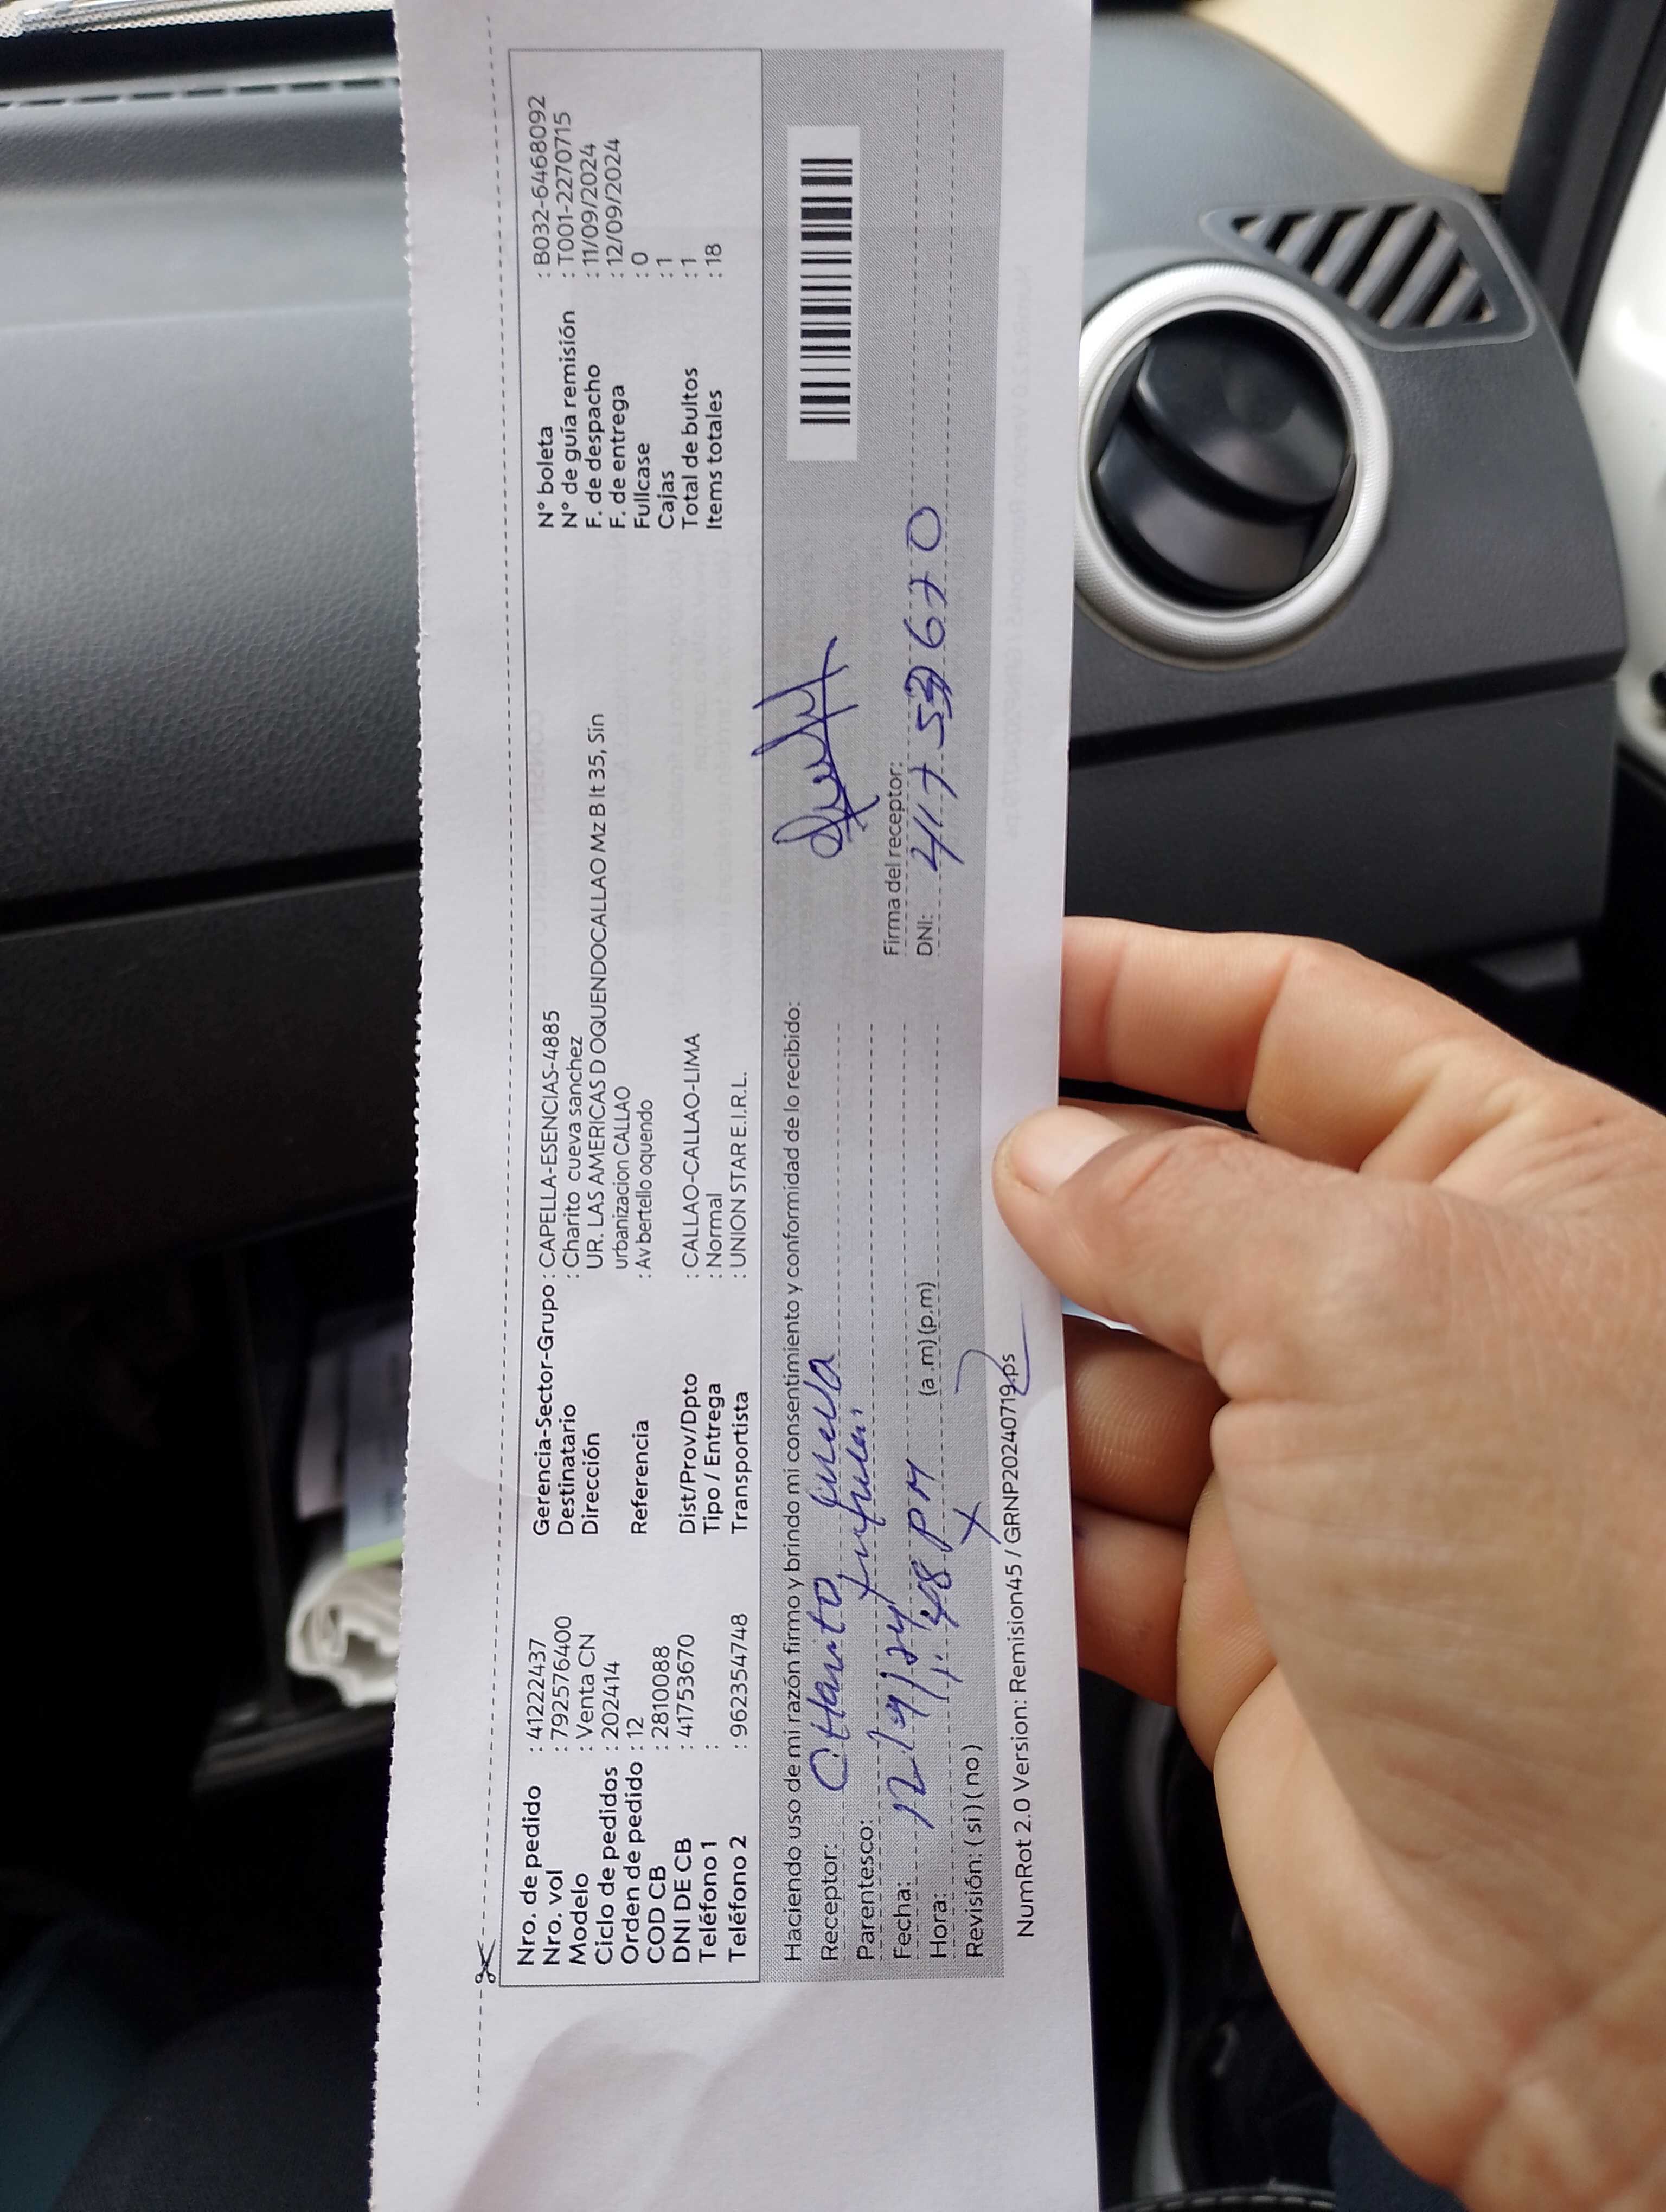 Nro. de pedido : 41222437
Nro. vol : 792576400
Modelo : Venta CN
Ciclo de pedidos : 202414
Orden de pedido : 12
COD CB : 2810088
DNI DE CB : 41753670
Teléfono 1 :
Teléfono 2 : 962354748
Gerencia-Sector-Grupo : CAPELLA-ESENCIAS-4885
Destinatario : Charito cueva sanchez
Dirección UR. LAS AMERICAS D OQUENDOCALLAO Mz B lt 35, Sin
urbanizacion CALLAO
Referencia : Av bertello oquendo
Dist/Prov/Dpto : CALLAO-CALLAO-LIMA
Tipo / Entrega : Normal
Transportista : UNION STAR E.I.R.L.
N° boleta : B032-6468092
N° de guía remisión : T001-2270715
F. de despacho : 11/09/2024
F. de entrega : 12/09/2024
Fullcase : 0
Cajas : 1
Total de bultos : 1
Items totales : 18
Haciendo uso de mi razón firmo y brindo mi consentimiento y conformidad de lo recibido:
Receptor: CHarito cueva
Parentesco:
Fecha: 12/9/24
Hora: 1:48 PM (a .m) (p.m)
Revisión: ( si ) ( no ) X
Firma del receptor:
DNI: 41753670
NumRot 2.0 Version: Remision45 / GRNP20240719.ps